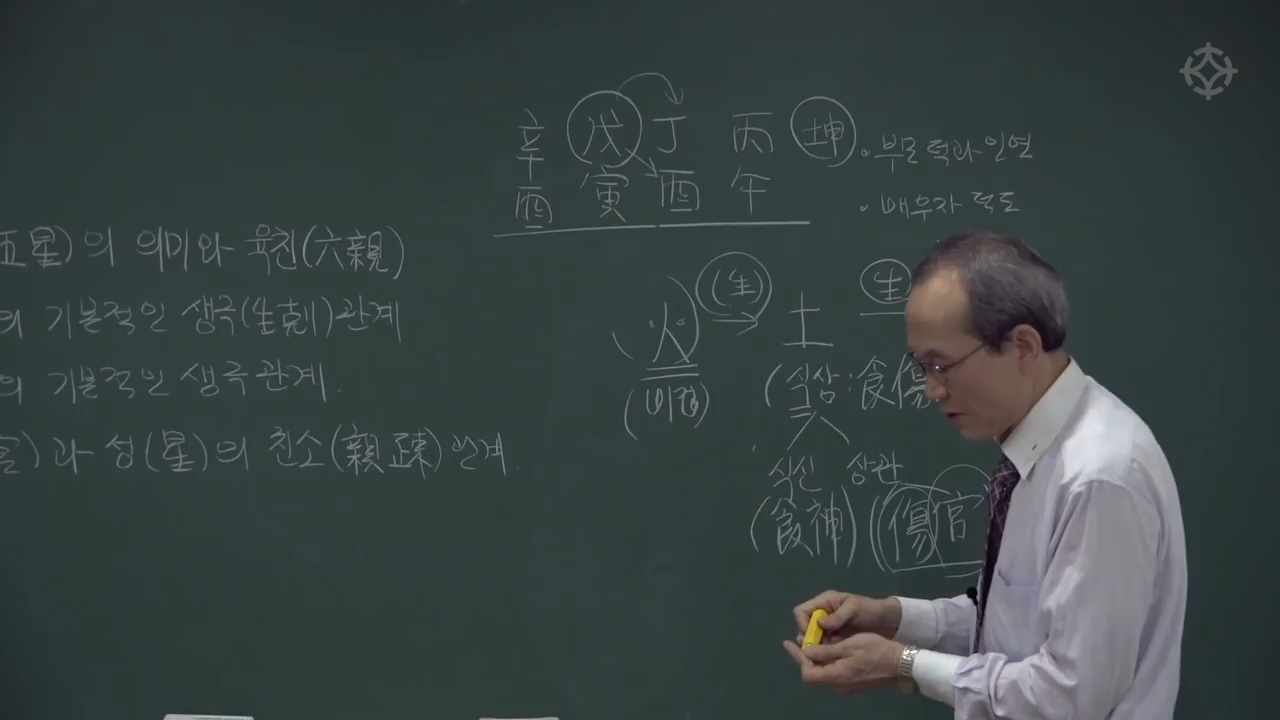 辛 戊 丁 丙 坤
酉 寅 酉 午
· 부모덕과 인연
· 배우자 덕도
五星)의 의미와 육친(六親)
의 기본적인 생극(生剋)관계
의 기본적인 생극관계.
宮)과 성(星)의 친소(親疎)관계.
火 (生) 土 生
(비겁) (식상:食傷
식신 상관
(食神) (傷官